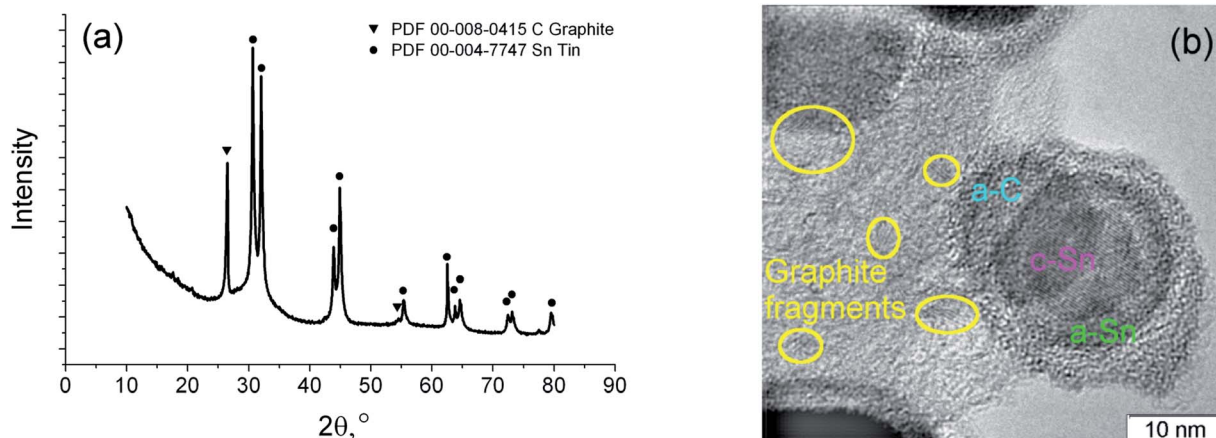 (a)
▼ PDF 00-008-0415 C Graphite
● PDF 00-004-7747 Sn Tin
Intensity
0 10 20 30 40 50 60 70 80 90
2θ,°
(b)
a-C
c-Sn
Graphite
fragments
a-Sn
10 nm